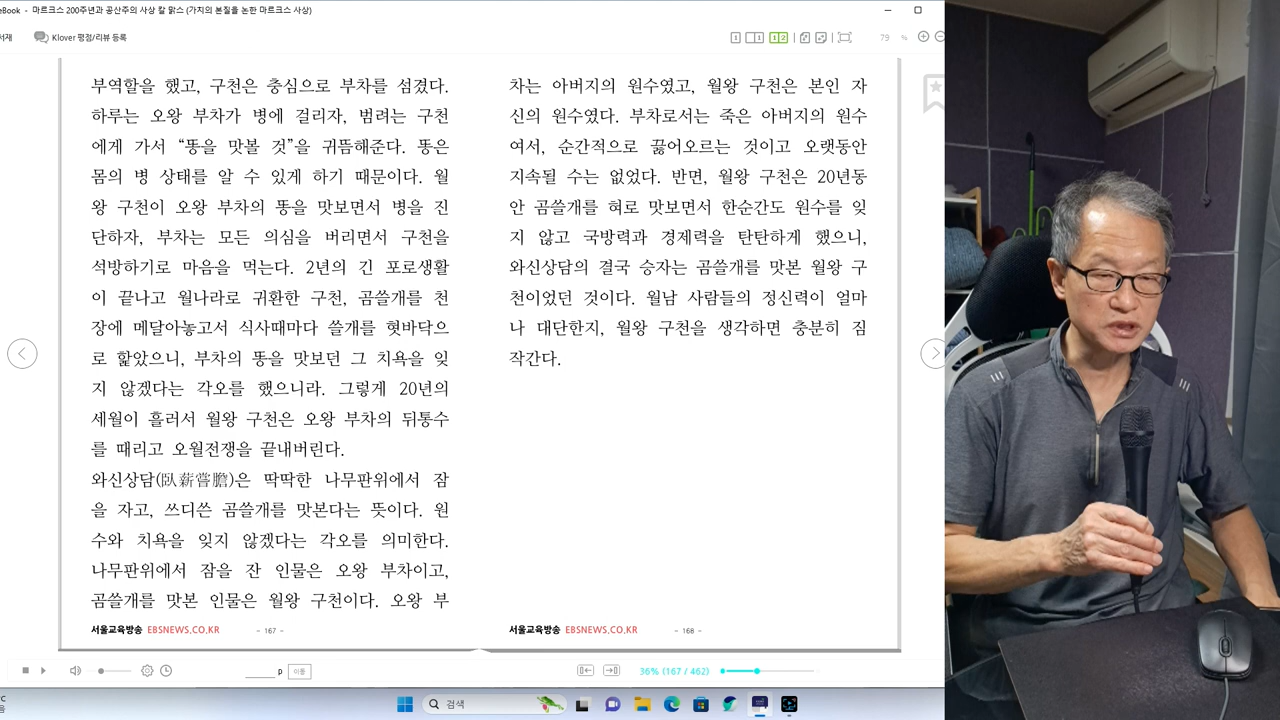 eBook - 마르크스 200주년과 공산주의 사상 칼 맑스 (가치의 본질을 논한 마르크스 사상)
서재 Klover 평점/리뷰 등록 79 %
부역할을 했고, 구천은 충심으로 부차를 섬겼다.
하루는 오왕 부차가 병에 걸리자, 범려는 구천
에게 가서 “똥을 맛볼 것”을 귀뜸해준다. 똥은
몸의 병 상태를 알 수 있게 하기 때문이다. 월
왕 구천이 오왕 부차의 똥을 맛보면서 병을 진
단하자, 부차는 모든 의심을 버리면서 구천을
석방하기로 마음을 먹는다. 2년의 긴 포로생활
이 끝나고 월나라로 귀환한 구천, 곰쓸개를 천
장에 메달아놓고서 식사때마다 쓸개를 혓바닥으
로 핥았으니, 부차의 똥을 맛보던 그 치욕을 잊
지 않겠다는 각오를 했으니라. 그렇게 20년의
세월이 흘러서 월왕 구천은 오왕 부차의 뒤통수
를 때리고 오월전쟁을 끝내버린다.
와신상담(臥薪嘗膽)은 딱딱한 나무판위에서 잠
을 자고, 쓰디쓴 곰쓸개를 맛본다는 뜻이다. 원
수와 치욕을 잊지 않겠다는 각오를 의미한다.
나무판위에서 잠을 잔 인물은 오왕 부차이고,
곰쓸개를 맛본 인물은 월왕 구천이다. 오왕 부
서울교육방송 EBSNEWS.CO.KR - 167 -
차는 아버지의 원수였고, 월왕 구천은 본인 자
신의 원수였다. 부차로서는 죽은 아버지의 원수
여서, 순간적으로 끓어오르는 것이고 오랫동안
지속될 수는 없었다. 반면, 월왕 구천은 20년동
안 곰쓸개를 혀로 맛보면서 한순간도 원수를 잊
지 않고 국방력과 경제력을 탄탄하게 했으니,
와신상담의 결국 승자는 곰쓸개를 맛본 월왕 구
천이었던 것이다. 월남 사람들의 정신력이 얼마
나 대단한지, 월왕 구천을 생각하면 충분히 짐
작간다.
서울교육방송 EBSNEWS.CO.KR - 168 -
p 이동 36% (167 / 462)
검색